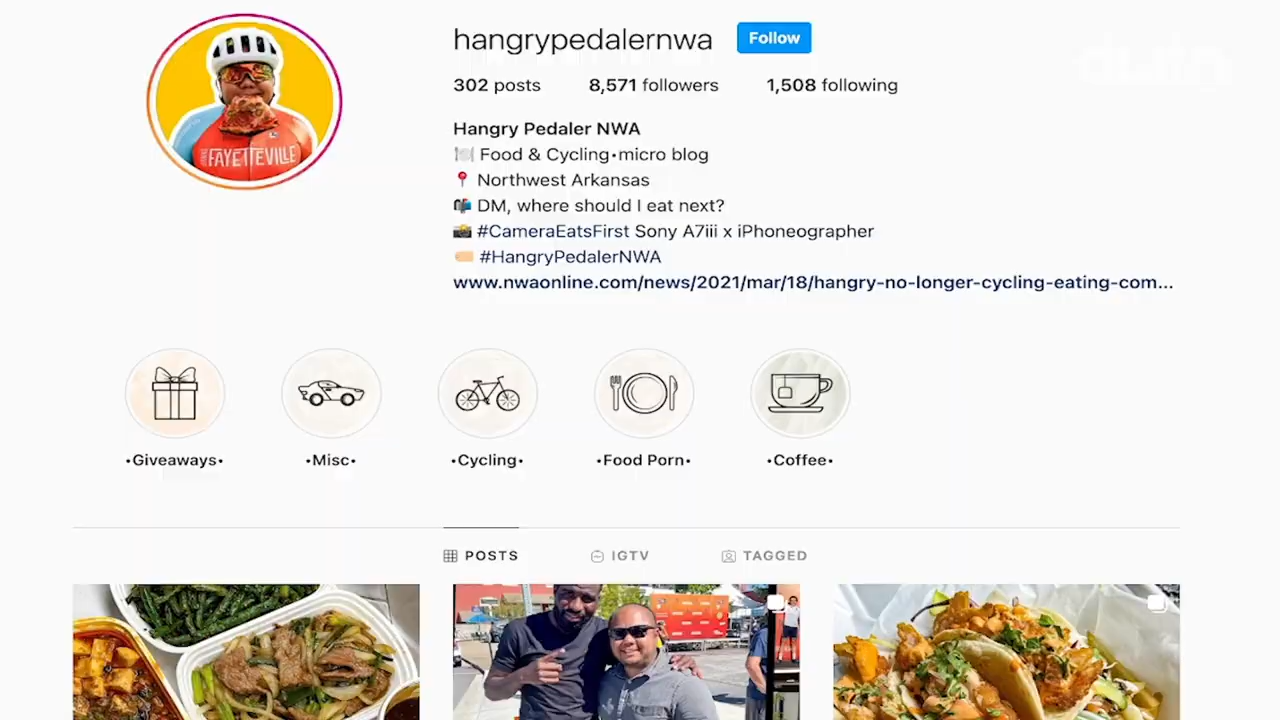 hangrypedalernwa Follow
302 posts 8,571 followers 1,508 following
Hangry Pedaler NWA
Food & Cycling•micro blog
Northwest Arkansas
DM, where should I eat next?
#CameraEatsFirst Sony A7iii x iPhoneographer
#HangryPedalerNWA
www.nwaonline.com/news/2021/mar/18/hangry-no-longer-cycling-eating-com...
FAYETTEVILLE
•Giveaways• •Misc• •Cycling• •Food Porn• •Coffee•
POSTS IGTV TAGGED